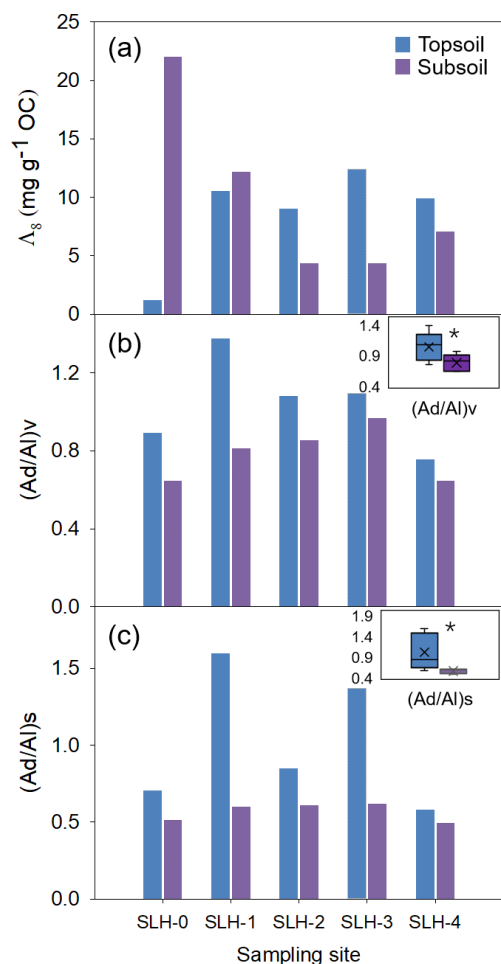 (a)
Topsoil
Subsoil
Λ₈ (mg g⁻¹ OC)
25
20
15
10
5
0
(b)
(Ad/Al)v
1.2
0.8
0.4
0.0
1.4
0.9
0.4
*
(Ad/Al)v
(c)
(Ad/Al)s
1.5
1.0
0.5
0.0
1.9
1.4
0.9
0.4
*
(Ad/Al)s
SLH-0 SLH-1 SLH-2 SLH-3 SLH-4
Sampling site